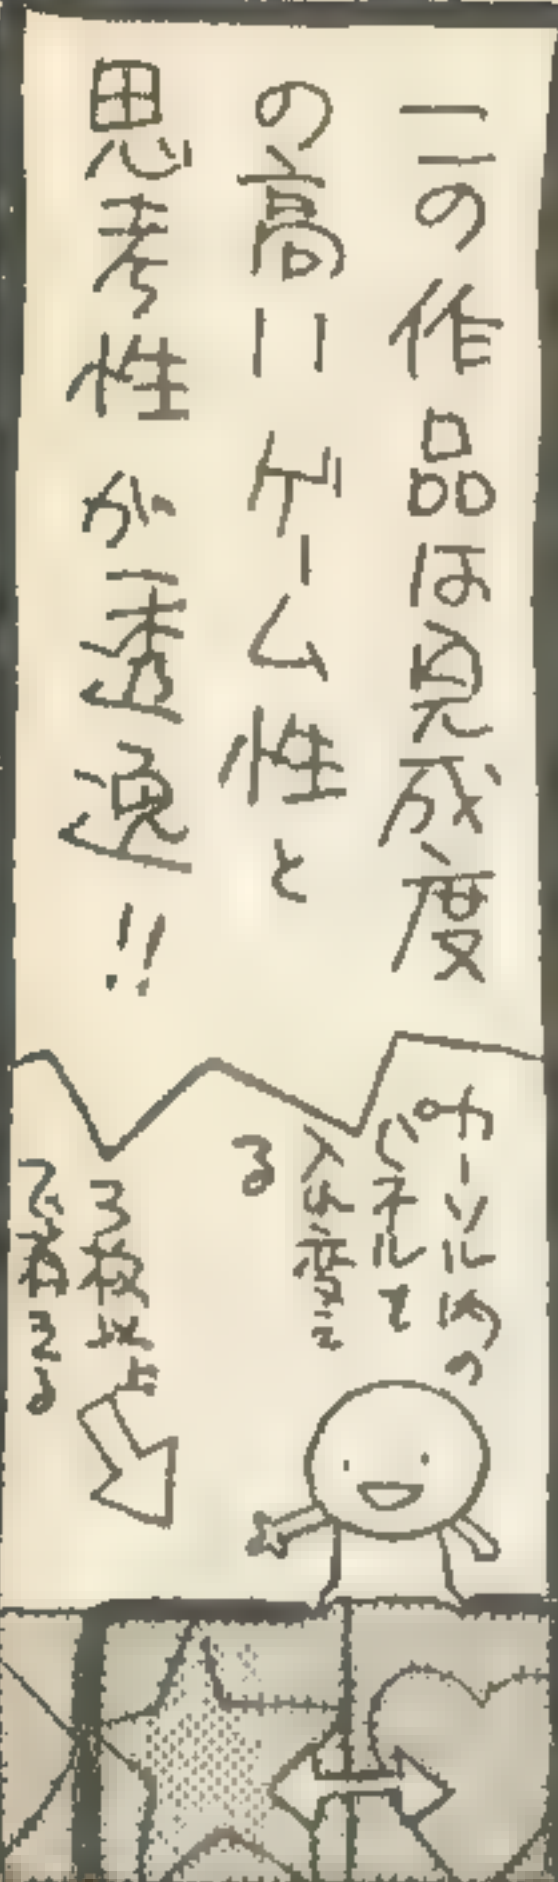 二の作品は完成度
の高いゲーム性と
思考性が透逸!!
カーソル内の
パネルを
入れ変え
る
3枚以上
で消える